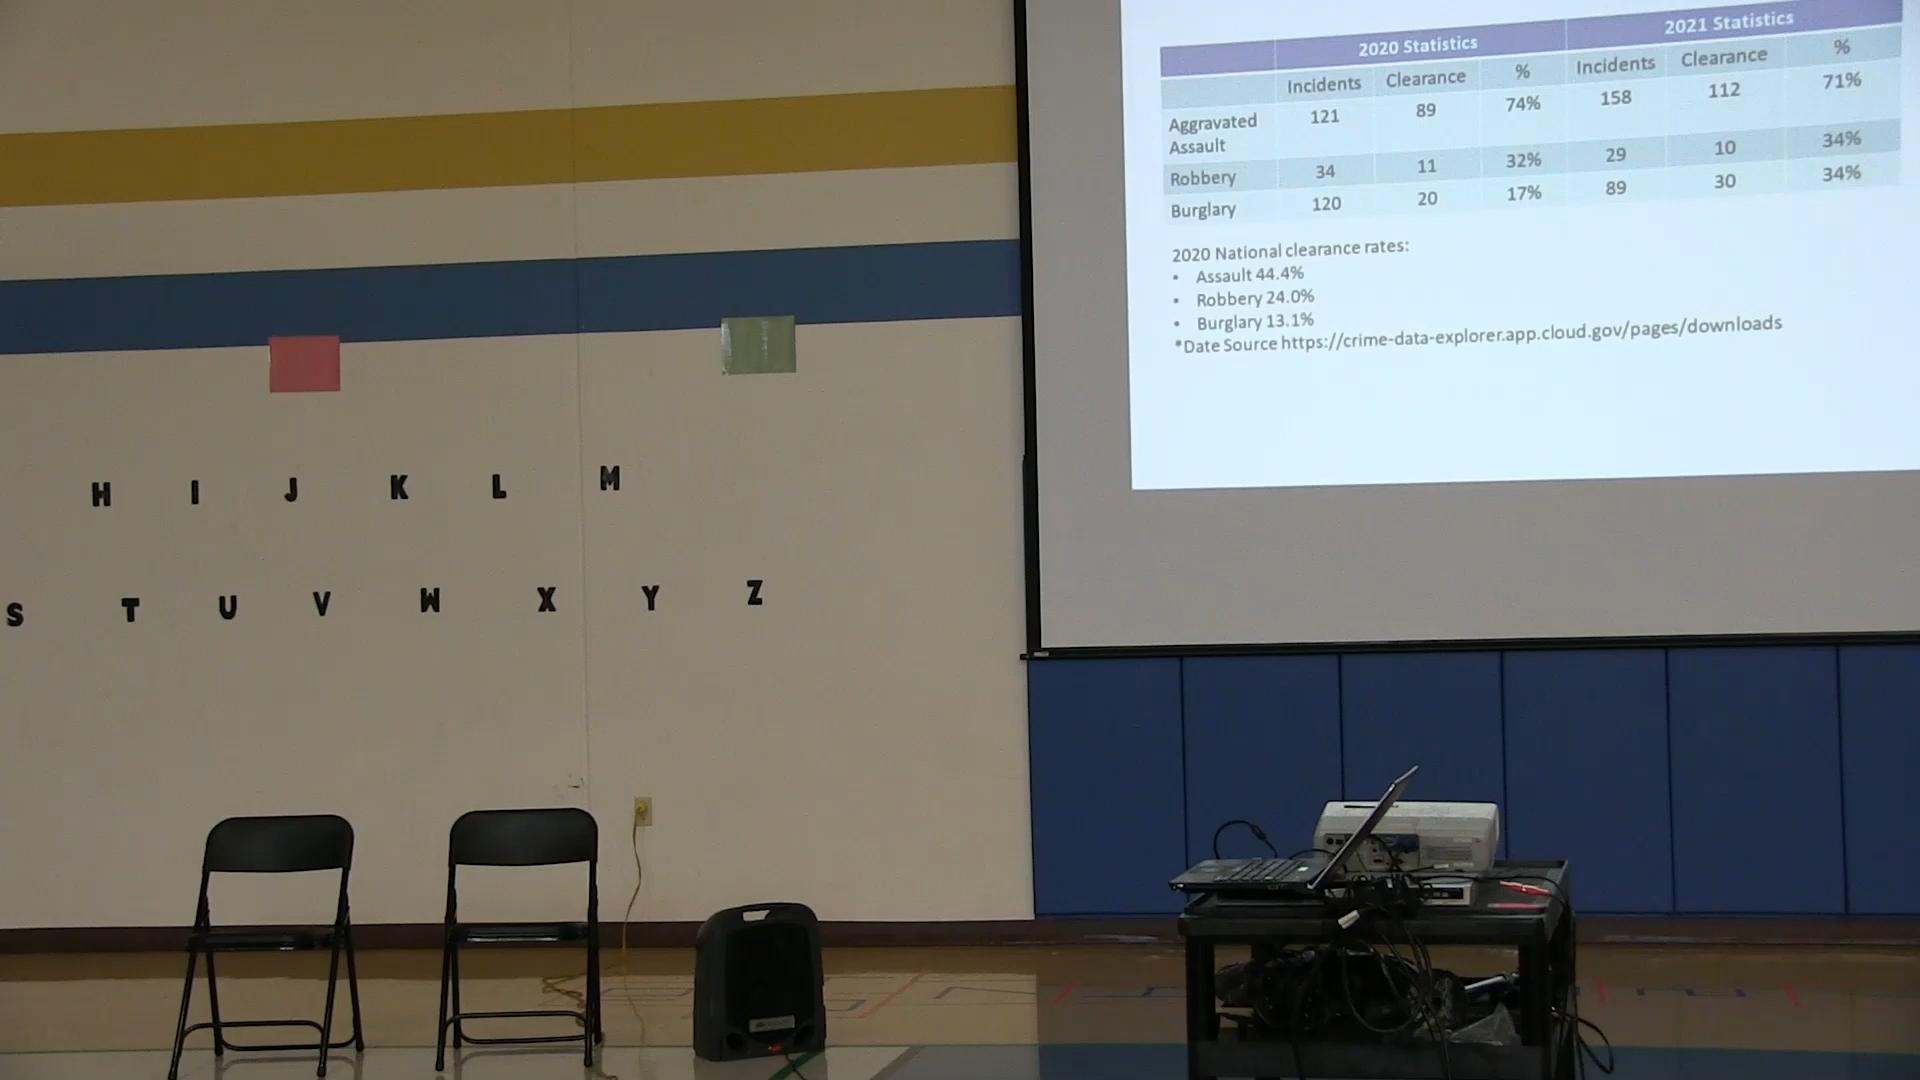 2020 Statistics 2021 Statistics
Incidents Clearance % Incidents Clearance %
Aggravated Assault 121 89 74% 158 112 71%
Robbery 34 11 32% 29 10 34%
Burglary 120 20 17% 89 30 34%
2020 National clearance rates:
• Assault 44.4%
• Robbery 24.0%
• Burglary 13.1%
*Date Source https://crime-data-explorer.app.cloud.gov/pages/downloads
H I J K L M
S T U V W X Y Z